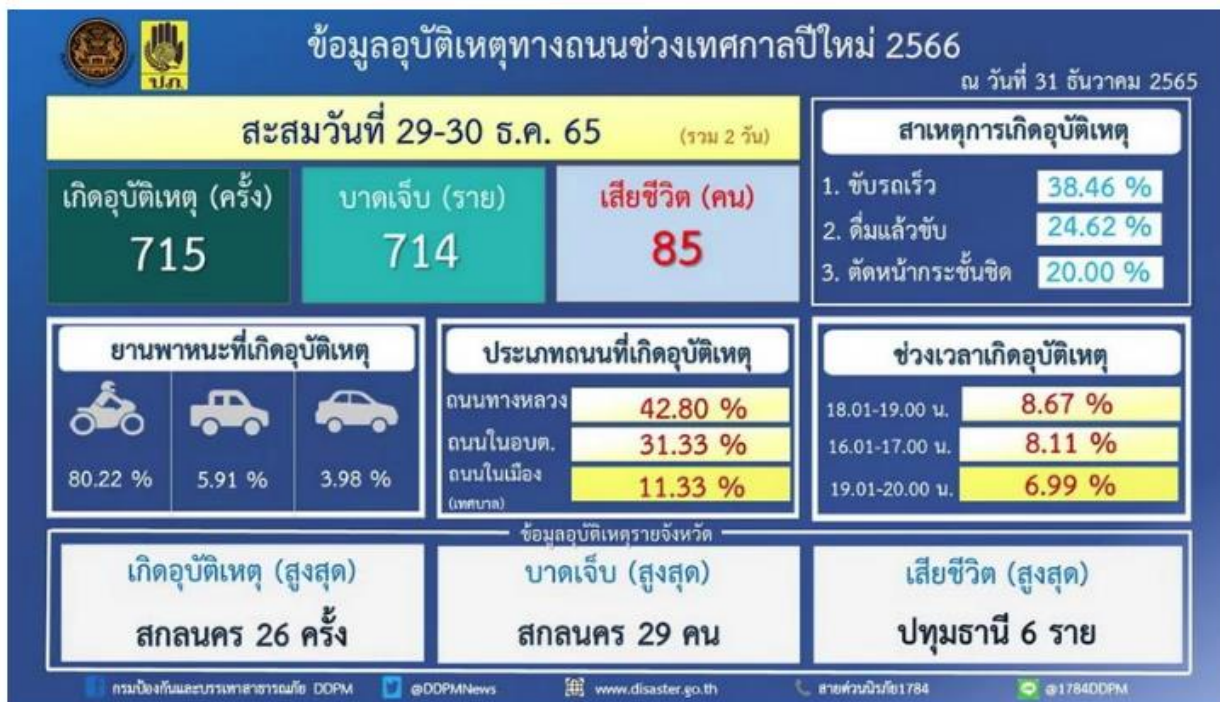 ปภ.
ข้อมูลอุบัติเหตุทางถนนช่วงเทศกาลปีใหม่ 2566
ณ วันที่ 31 ธันวาคม 2565
สะสมวันที่ 29-30 ธ.ค. 65 (รวม 2 วัน)
เกิดอุบัติเหตุ (ครั้ง)
715
บาดเจ็บ (ราย)
714
เสียชีวิต (คน)
85
สาเหตุการเกิดอุบัติเหตุ
1. ขับรถเร็ว 38.46 %
2. ดื่มแล้วขับ 24.62 %
3. ตัดหน้ากระชั้นชิด 20.00 %
ยานพาหนะที่เกิดอุบัติเหตุ
80.22 % 5.91 % 3.98 %
ประเภทถนนที่เกิดอุบัติเหตุ
ถนนทางหลวง 42.80 %
ถนนในอบต. 31.33 %
ถนนในเมือง 11.33 %
(เทศบาล)
ช่วงเวลาเกิดอุบัติเหตุ
18.01-19.00 น. 8.67 %
16.01-17.00 น. 8.11 %
19.01-20.00 น. 6.99 %
ข้อมูลอุบัติเหตุรายจังหวัด
เกิดอุบัติเหตุ (สูงสุด)
สกลนคร 26 ครั้ง
บาดเจ็บ (สูงสุด)
สกลนคร 29 คน
เสียชีวิต (สูงสุด)
ปทุมธานี 6 ราย
กรมป้องกันและบรรเทาสาธารณภัย DDPM @DDPMNews www.disaster.go.th สายด่วนนิรภัย1784 @1784DDPM